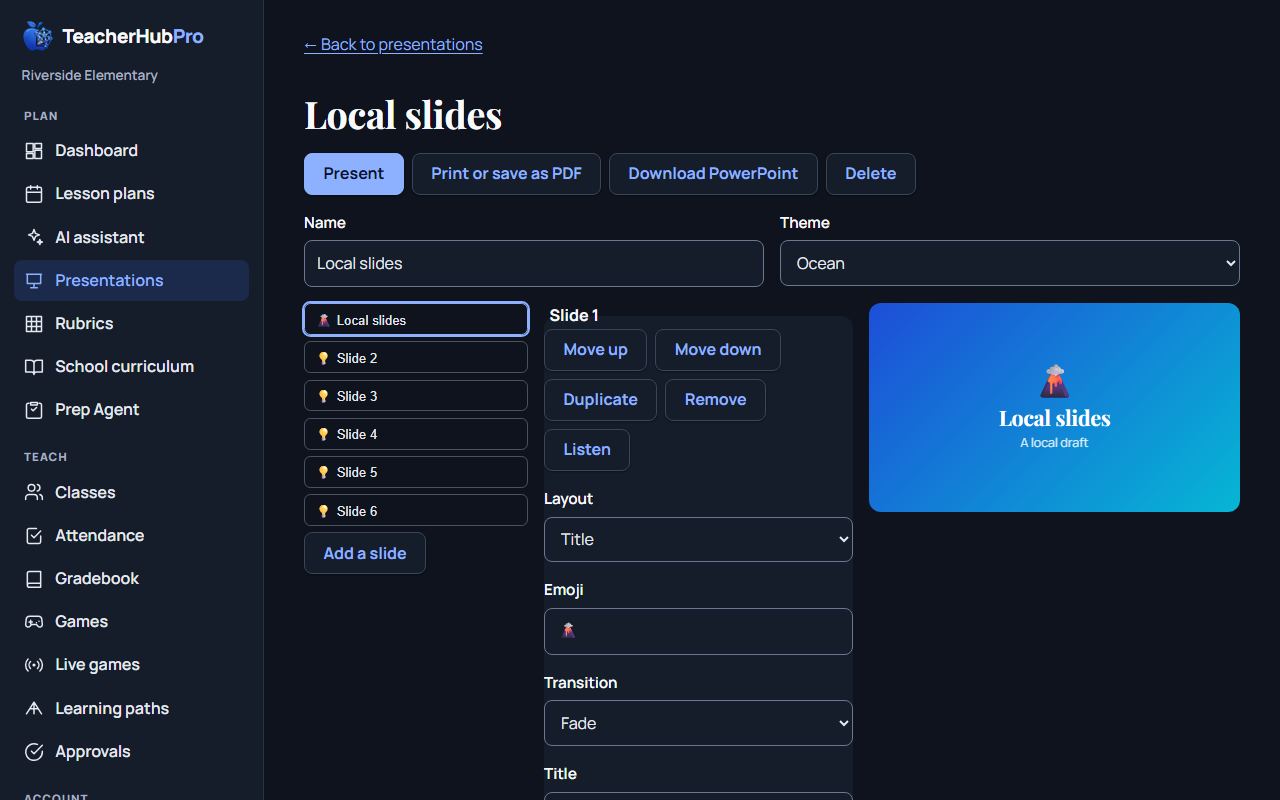 TeacherHubPro
Riverside Elementary
PLAN
Dashboard
Lesson plans
AI assistant
Presentations
Rubrics
School curriculum
Prep Agent
TEACH
Classes
Attendance
Gradebook
Games
Live games
Learning paths
Approvals
ACCOUNT
← Back to presentations
Local slides
Present
Print or save as PDF
Download PowerPoint
Delete
Name
Local slides
Theme
Ocean
Local slides
Slide 2
Slide 3
Slide 4
Slide 5
Slide 6
Add a slide
Slide 1
Move up
Move down
Duplicate
Remove
Listen
Layout
Title
Emoji
Transition
Fade
Title
Local slides
A local draft